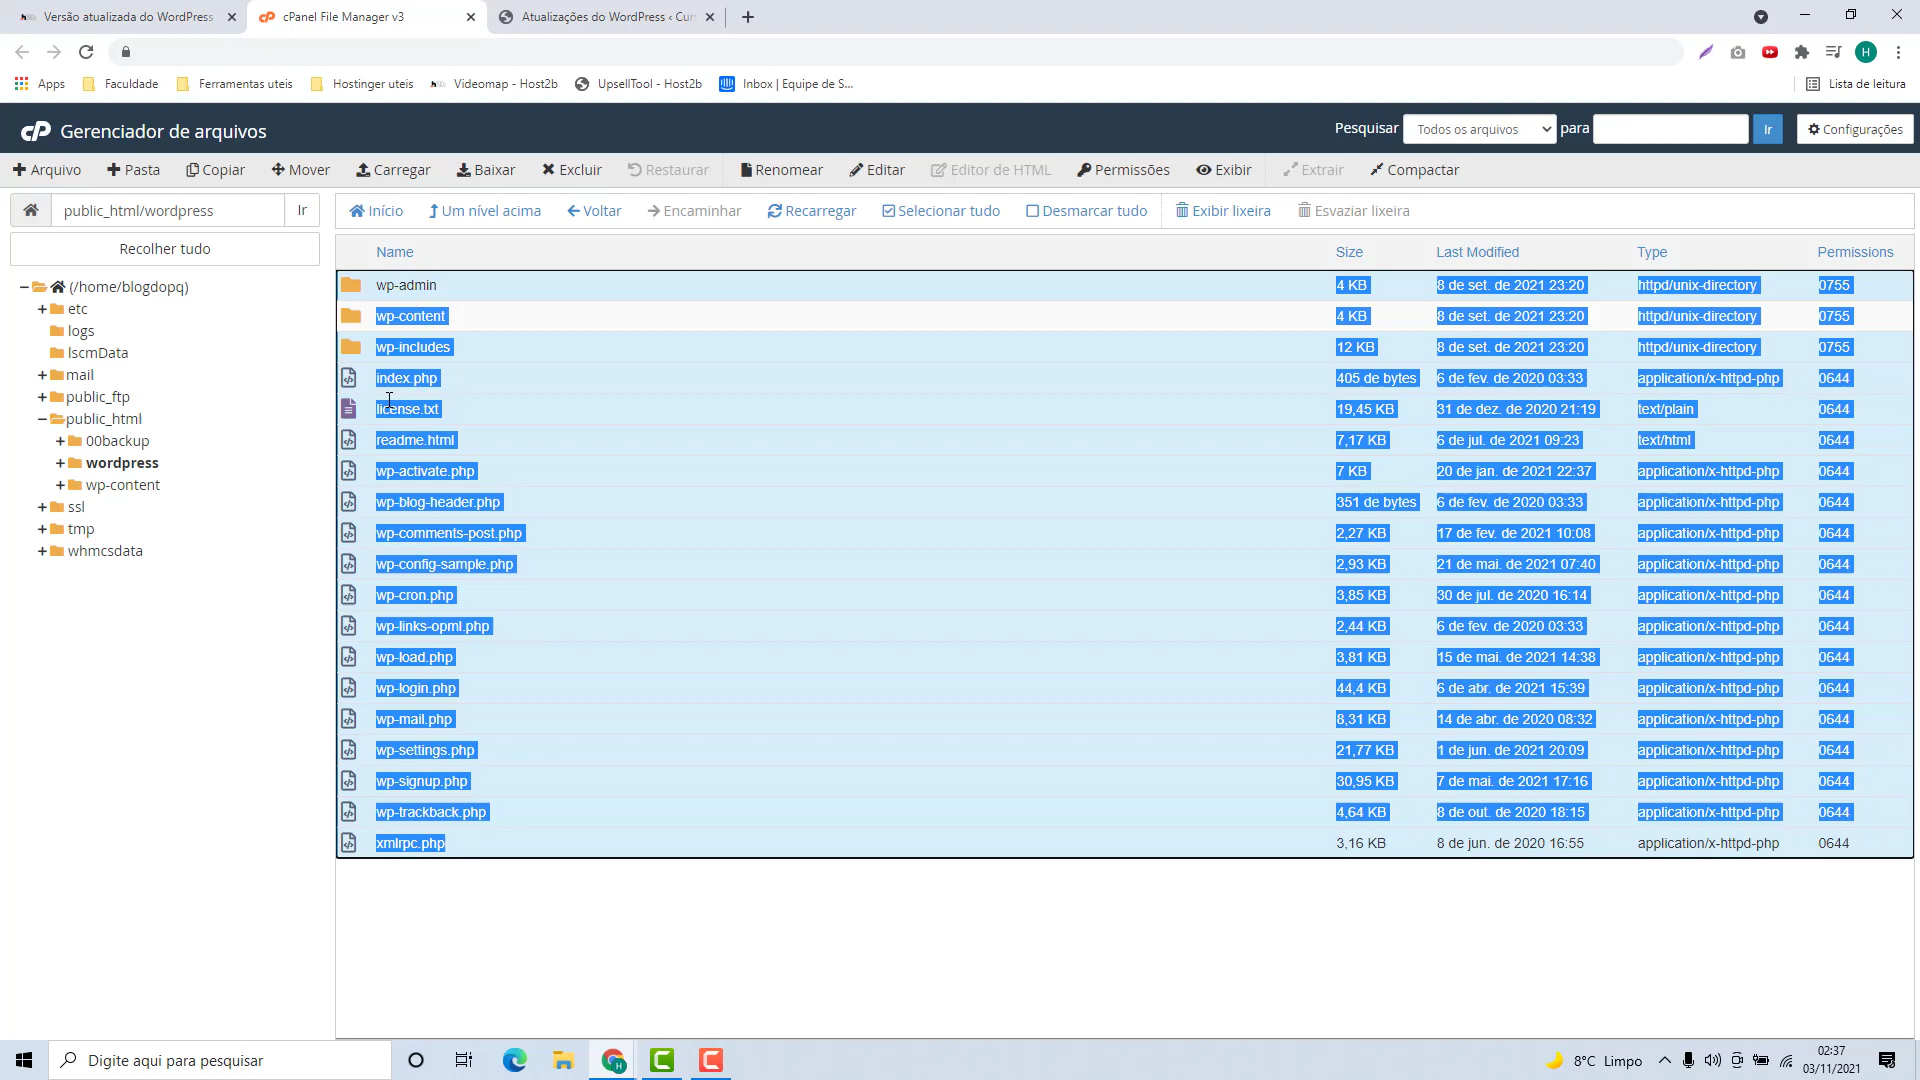 Versão atualizada do WordPress
cPanel File Manager v3
Atualizações do WordPress ‹ Cur
Apps
Faculdade
Ferramentas uteis
Hostinger uteis
Videomap - Host2b
UpsellTool - Host2b
Inbox | Equipe de S...
Lista de leitura
H
cP Gerenciador de arquivos
Pesquisar Todos os arquivos para Ir Configurações
Arquivo Pasta Copiar Mover Carregar Baixar Excluir Restaurar Renomear Editar Editor de HTML Permissões Exibir Extrair Compactar
public_html/wordpress Ir
Início Um nível acima Voltar Encaminhar Recarregar Selecionar tudo Desmarcar tudo Exibir lixeira Esvaziar lixeira
Recolher tudo
(/home/blogdopq)
etc
logs
lscmData
mail
public_ftp
public_html
00backup
wordpress
wp-content
ssl
tmp
whmcsdata
Name Size Last Modified Type Permissions
wp-admin 4 KB 8 de set. de 2021 23:20 httpd/unix-directory 0755
wp-content 4 KB 8 de set. de 2021 23:20 httpd/unix-directory 0755
wp-includes 12 KB 8 de set. de 2021 23:20 httpd/unix-directory 0755
index.php 405 de bytes 6 de fev. de 2020 03:33 application/x-httpd-php 0644
license.txt 19,45 KB 31 de dez. de 2020 21:19 text/plain 0644
readme.html 7,17 KB 6 de jul. de 2021 09:23 text/html 0644
wp-activate.php 7 KB 20 de jan. de 2021 22:37 application/x-httpd-php 0644
wp-blog-header.php 351 de bytes 6 de fev. de 2020 03:33 application/x-httpd-php 0644
wp-comments-post.php 2,27 KB 17 de fev. de 2021 10:08 application/x-httpd-php 0644
wp-config-sample.php 2,93 KB 21 de mai. de 2021 07:40 application/x-httpd-php 0644
wp-cron.php 3,85 KB 30 de jul. de 2020 16:14 application/x-httpd-php 0644
wp-links-opml.php 2,44 KB 6 de fev. de 2020 03:33 application/x-httpd-php 0644
wp-load.php 3,81 KB 15 de mai. de 2021 14:38 application/x-httpd-php 0644
wp-login.php 44,4 KB 6 de abr. de 2021 15:39 application/x-httpd-php 0644
wp-mail.php 8,31 KB 14 de abr. de 2020 08:32 application/x-httpd-php 0644
wp-settings.php 21,77 KB 1 de jun. de 2021 20:09 application/x-httpd-php 0644
wp-signup.php 30,95 KB 7 de mai. de 2021 17:16 application/x-httpd-php 0644
wp-trackback.php 4,64 KB 8 de out. de 2020 18:15 application/x-httpd-php 0644
xmlrpc.php 3,16 KB 8 de jun. de 2020 16:55 application/x-httpd-php 0644
Digite aqui para pesquisar
8°C Limpo
02:37
03/11/2021